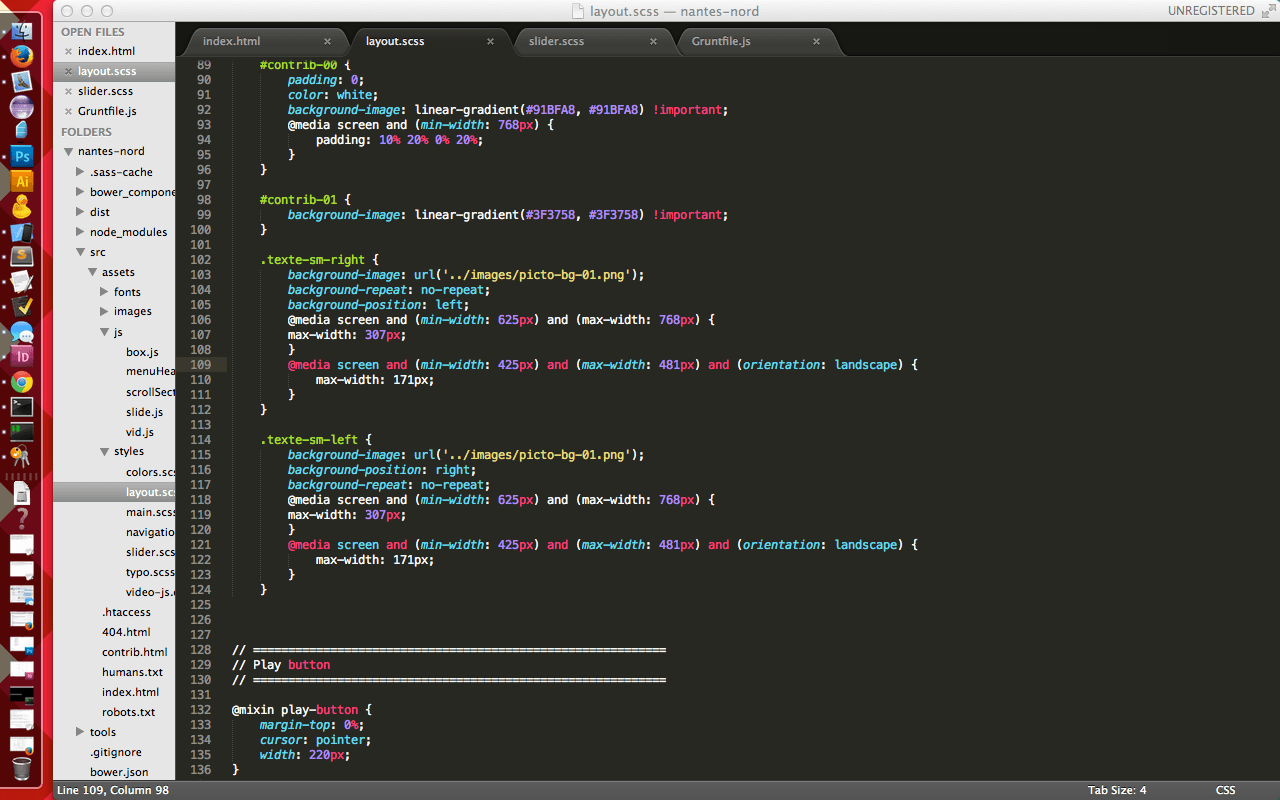 layout.scss — nantes-nord
UNREGISTERED
OPEN FILES
index.html
layout.scss
slider.scss
Gruntfile.js
FOLDERS
nantes-nord
.sass-cache
bower_compone
dist
node_modules
src
assets
fonts
images
js
box.js
menuHea
scrollSect
slide.js
vid.js
styles
colors.scs
layout.scs
main.scss
navigatio
slider.scs
typo.scss
video-js.
.htaccess
404.html
contrib.html
humans.txt
index.html
robots.txt
tools
.gitignore
bower.json
Ps
Ai
S
ID
index.html × layout.scss × slider.scss × Gruntfile.js ×
89 #contrib-00 {
90 padding: 0;
91 color: white;
92 background-image: linear-gradient(#91BFA8, #91BFA8) !important;
93 @media screen and (min-width: 768px) {
94 padding: 10% 20% 0% 20%;
95 }
96 }
97
98 #contrib-01 {
99 background-image: linear-gradient(#3F3758, #3F3758) !important;
100 }
101
102 .texte-sm-right {
103 background-image: url('../images/picto-bg-01.png');
104 background-repeat: no-repeat;
105 background-position: left;
106 @media screen and (min-width: 625px) and (max-width: 768px) {
107 max-width: 307px;
108 }
109 @media screen and (min-width: 425px) and (max-width: 481px) and (orientation: landscape) {
110 max-width: 171px;
111 }
112 }
113
114 .texte-sm-left {
115 background-image: url('../images/picto-bg-01.png');
116 background-position: right;
117 background-repeat: no-repeat;
118 @media screen and (min-width: 625px) and (max-width: 768px) {
119 max-width: 307px;
120 }
121 @media screen and (min-width: 425px) and (max-width: 481px) and (orientation: landscape) {
122 max-width: 171px;
123 }
124 }
125
126
127
128 // ===========================================================
129 // Play button
130 // ===========================================================
131
132 @mixin play-button {
133 margin-top: 0%;
134 cursor: pointer;
135 width: 220px;
136 }
Line 109, Column 98
Tab Size: 4
CSS